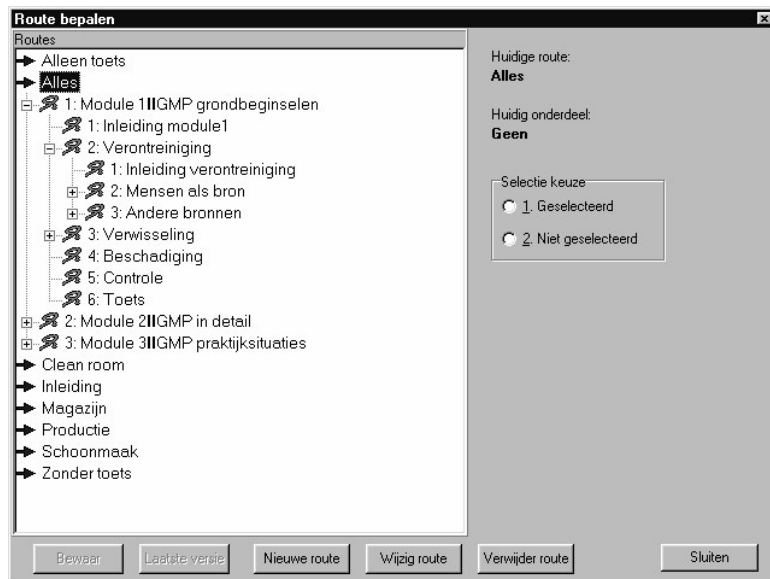 Route bepalen
Routes
Alleen toets
Alles
1: Module 1IIGMP grondbeginselen
1: Inleiding module1
2: Verontreiniging
1: Inleiding verontreiniging
2: Mensen als bron
3: Andere bronnen
3: Verwisseling
4: Beschadiging
5: Controle
6: Toets
2: Module 2IIGMP in detail
3: Module 3IIGMP praktijksituaties
Clean room
Inleiding
Magazijn
Productie
Schoonmaak
Zonder toets
Huidige route:
Alles
Huidig onderdeel:
Geen
Selectie keuze
1. Geselecteerd
2. Niet geselecteerd
Bewaar Laatste versie Nieuwe route Wijzig route Verwijder route Sluiten